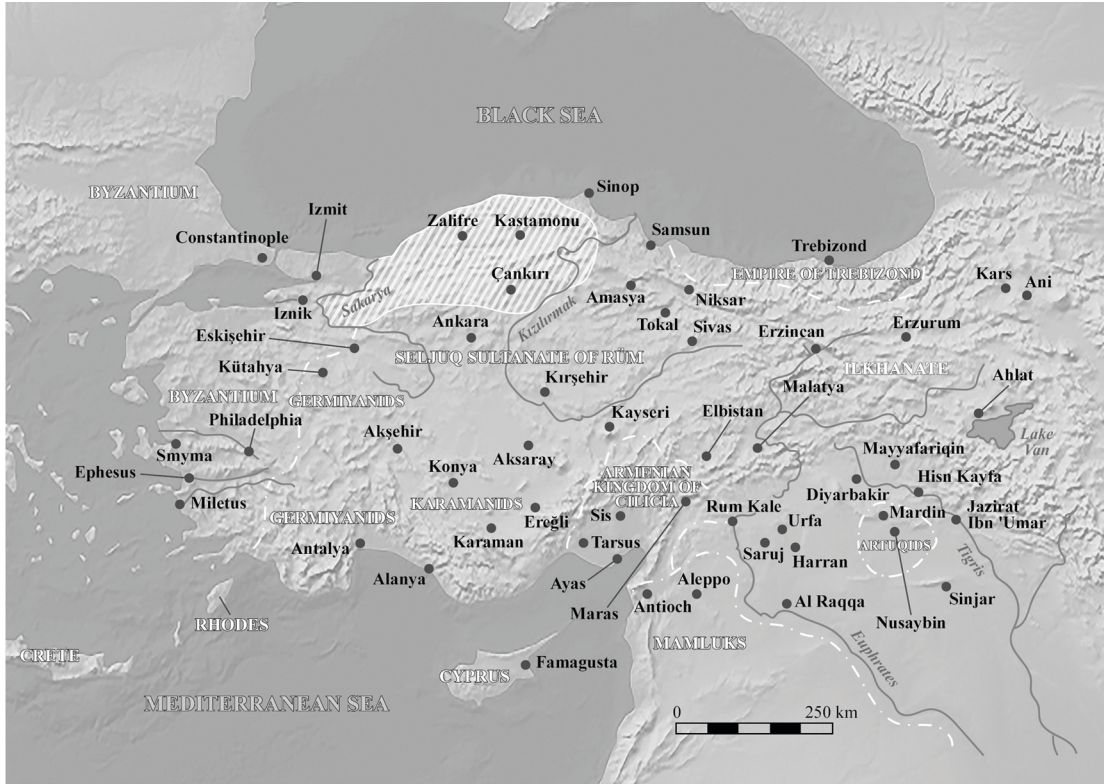 BLACK SEA
BYZANTIUM
Sinop
Izmit
Zalifre
Kastamonu
Constantinople
Samsun
Trebizond
EMPIRE OF TREBIZOND
Kars
Ani
Çankırı
Sakarya
Amasya
Niksar
Iznik
Kızılırmak
Tokal
Ankara
Sivas
Erzincan
Erzurum
Eskişehir
SELJUQ SULTANATE OF RÜM
Kütahya
ILKHANATE
Kırşehir
Malatya
Ahlat
BYZANTIUM
GERMIYANIDS
Philadelphia
Kayseri
Elbistan
Akşehir
Lake
Van
Smyrna
Aksaray
Mayyafariqin
Konya
Ephesus
ARMENIAN
KINGDOM OF
CILICIA
Hisn Kayfa
Diyarbakir
Miletus
KARAMANIDS
Rum Kale
Mardin
Jazirat
Ibn 'Umar
GERMIYANIDS
Ereğli
Sis
Urfa
Karaman
Tarsus
ARTUQIDS
Antalya
Saruj
Harran
Tigris
Alanya
Ayas
Aleppo
Sinjar
Maras
Antioch
Al Raqqa
RHODES
Nusaybin
MAMLUKS
CRETE
Euphrates
Famagusta
CYPRUS
MEDITERRANEAN SEA
0
250 km